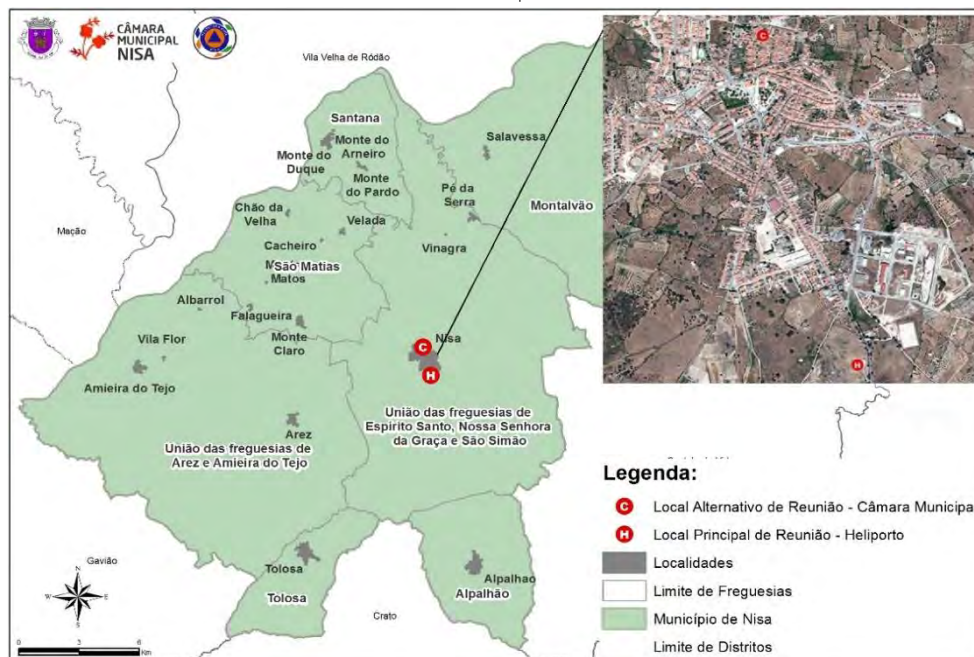 CÂMARA
MUNICIPAL
NISA
Vila Velha de Ródão
Santana
Monte do
Arneiro
Monte do
Duque
Monte
do Pardo
Salavessa
Pé da
Serra
Montalvão
Chão da
Velha
Velada
Mação
Cacheiro
Vinagra
São Matias
Matos
Albarrol
Falagueira
Monte
Claro
Nisa
C
H
Vila Flor
Amieira do Tejo
Arez
União das freguesias de
Arez e Amieira do Tejo
União das freguesias de
Espírito Santo, Nossa Senhora
da Graça e São Simão
Gavião
Tolosa
Tolosa
Alpalhao
Alpalhão
Crato
N
W
E
S
0 3 6
Km
C
H
Legenda:
C Local Alternativo de Reunião - Câmara Municipa
H Local Principal de Reunião - Heliporto
Localidades
Limite de Freguesias
Município de Nisa
Limite de Distritos